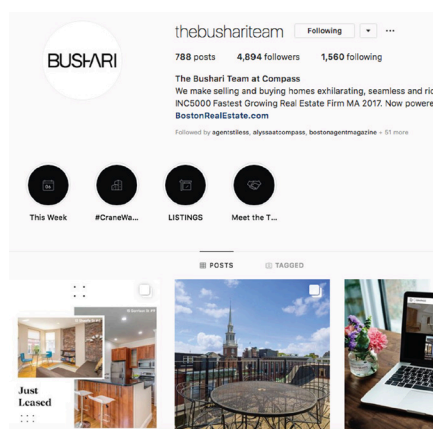 BUSHARI
thebushariteam Following
788 posts 4,894 followers 1,560 following
The Bushari Team at Compass
We make selling and buying homes exhilarating, seamless and ri
INC5000 Fastest Growing Real Estate Firm MA 2017. Now powere
BostonRealEstate.com
Followed by agentstiless, alyssaatcompass, bostonagentmagazine + 51 more
This Week #CraneWa... LISTINGS Meet the T...
POSTS TAGGED
Just
Leased